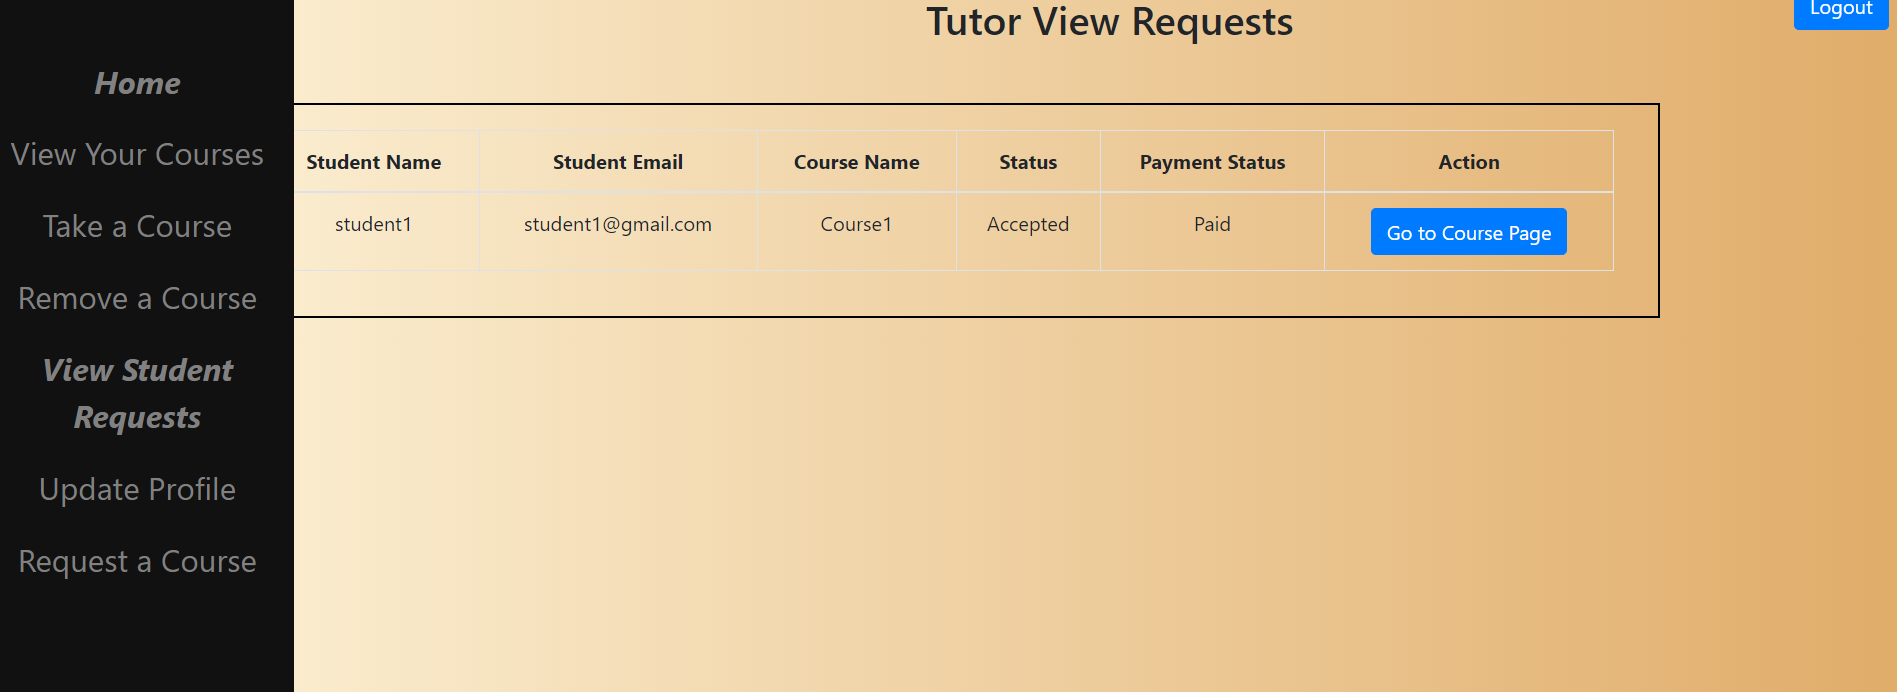 Tutor View Requests
Logout
Home
View Your Courses
Take a Course
Remove a Course
View Student
Requests
Update Profile
Request a Course
Student Name Student Email Course Name Status Payment Status Action
student1 student1@gmail.com Course1 Accepted Paid Go to Course Page